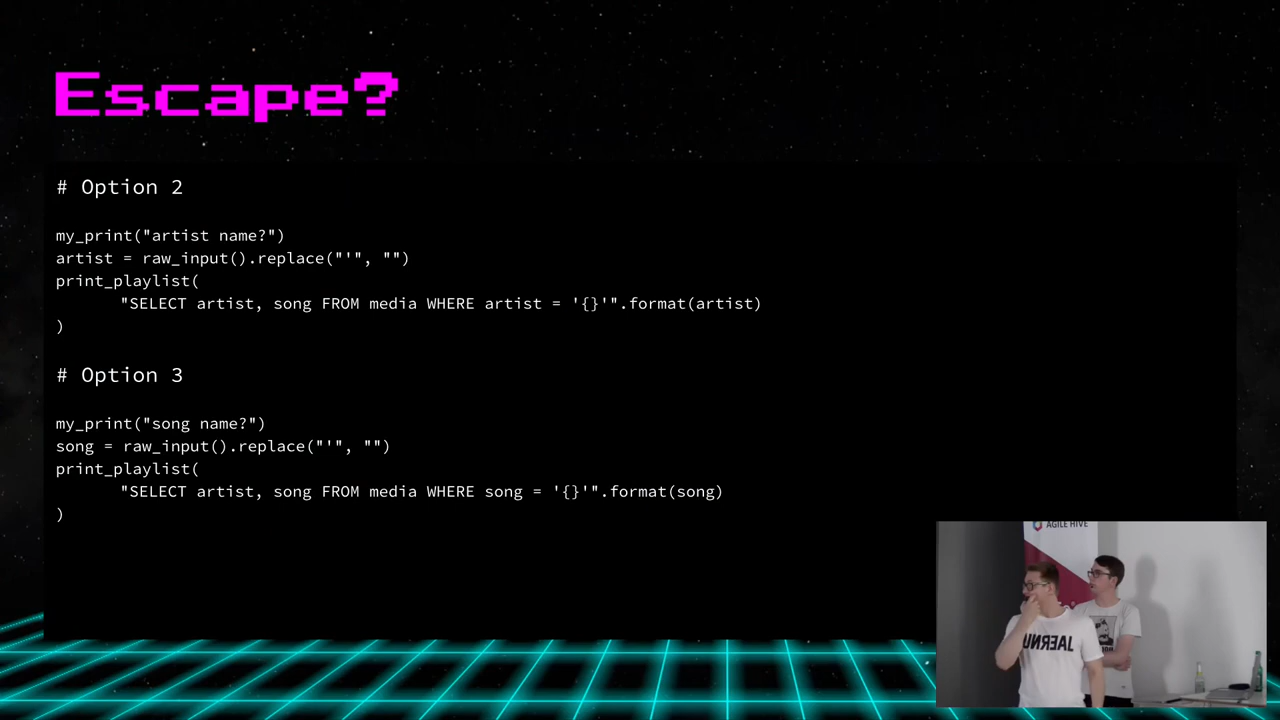 Escape?
# Option 2
my_print("artist name?")
artist = raw_input().replace("'", "")
print_playlist(
"SELECT artist, song FROM media WHERE artist = '{}'".format(artist)
)
# Option 3
my_print("song name?")
song = raw_input().replace("'", "")
print_playlist(
"SELECT artist, song FROM media WHERE song = '{}'".format(song)
)
AGILE HIVE
JAERNU